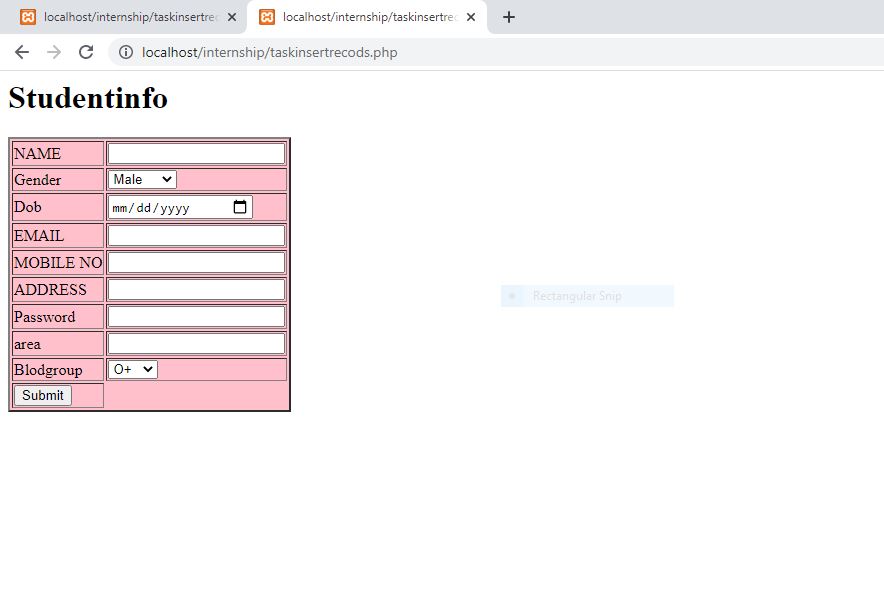 localhost/internship/taskinsertrec
localhost/internship/taskinsertrec
localhost/internship/taskinsertrecods.php
Studentinfo
NAME
Gender Male
Dob mm/dd/yyyy
EMAIL
MOBILE NO
ADDRESS
Rectangular Snip
Password
area
Blodgroup O+
Submit